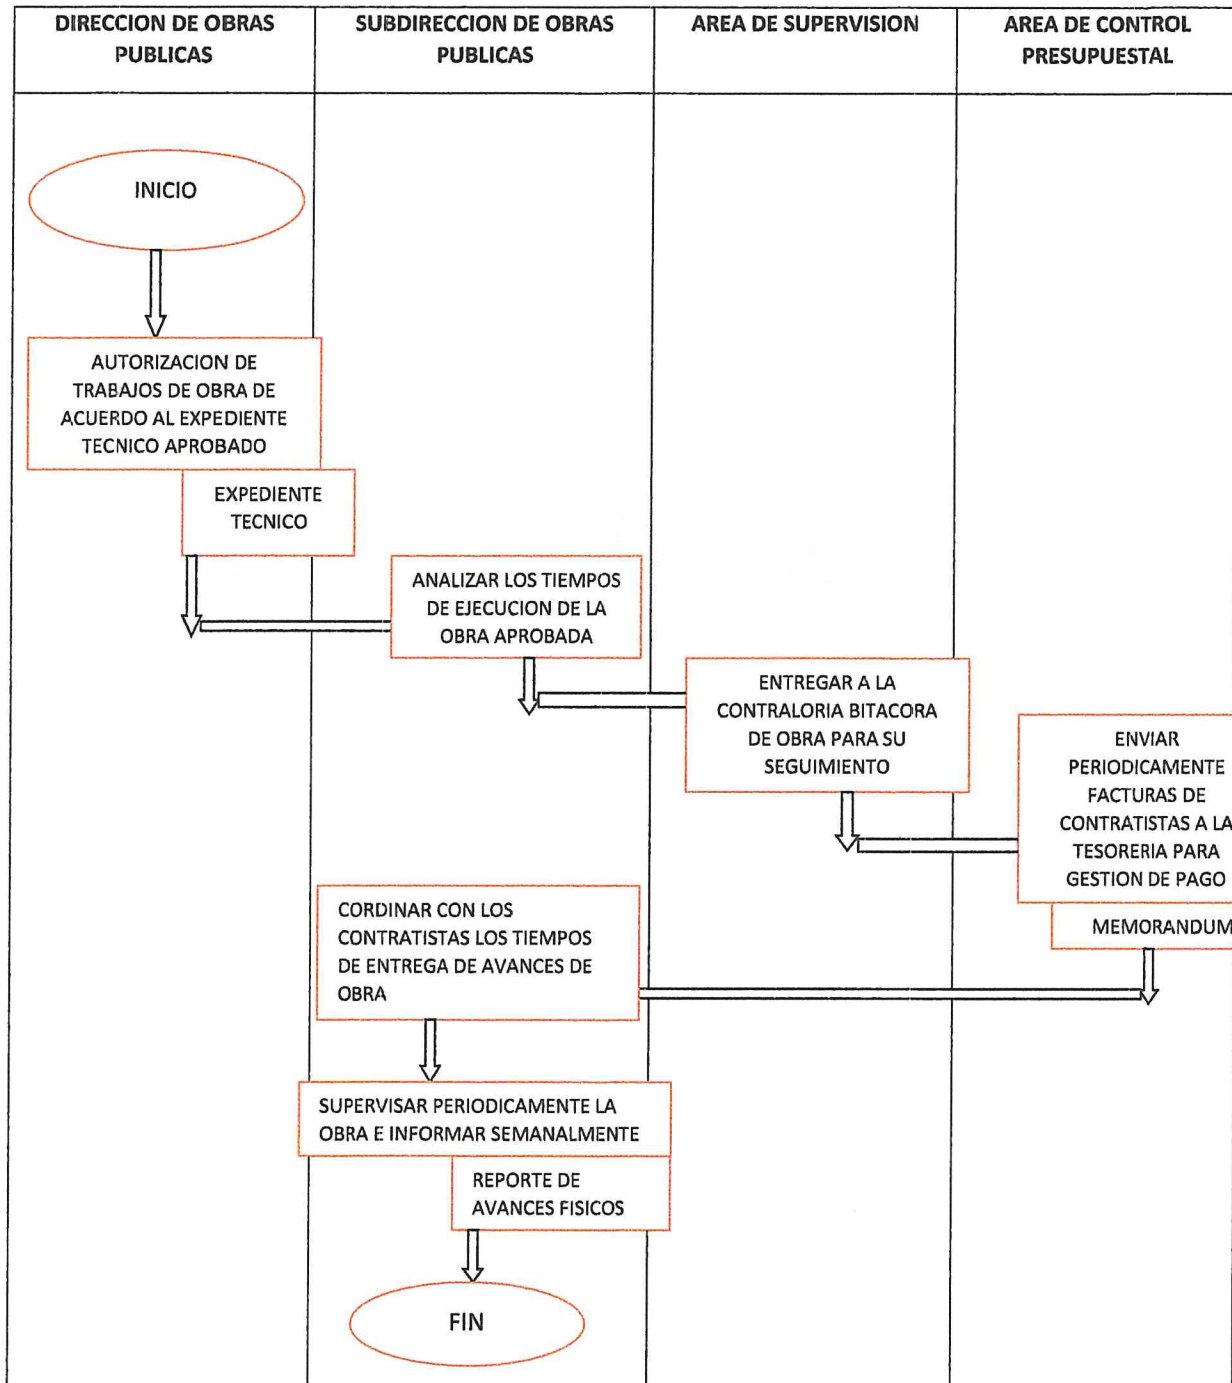 DIRECCION DE OBRAS
PUBLICAS
SUBDIRECCION DE OBRAS
PUBLICAS
AREA DE SUPERVISION
AREA DE CONTROL
PRESUPUESTAL
INICIO
AUTORIZACION DE
TRABAJOS DE OBRA DE
ACUERDO AL EXPEDIENTE
TECNICO APROBADO
EXPEDIENTE
TECNICO
ANALIZAR LOS TIEMPOS
DE EJECUCION DE LA
OBRA APROBADA
ENTREGAR A LA
CONTRALORIA BITACORA
DE OBRA PARA SU
SEGUIMIENTO
ENVIAR
PERIODICAMENTE
FACTURAS DE
CONTRATISTAS A LA
TESORERIA PARA
GESTION DE PAGO
MEMORANDUM
CORDINAR CON LOS
CONTRATISTAS LOS TIEMPOS
DE ENTREGA DE AVANCES DE
OBRA
SUPERVISAR PERIODICAMENTE LA
OBRA E INFORMAR SEMANALMENTE
REPORTE DE
AVANCES FISICOS
FIN